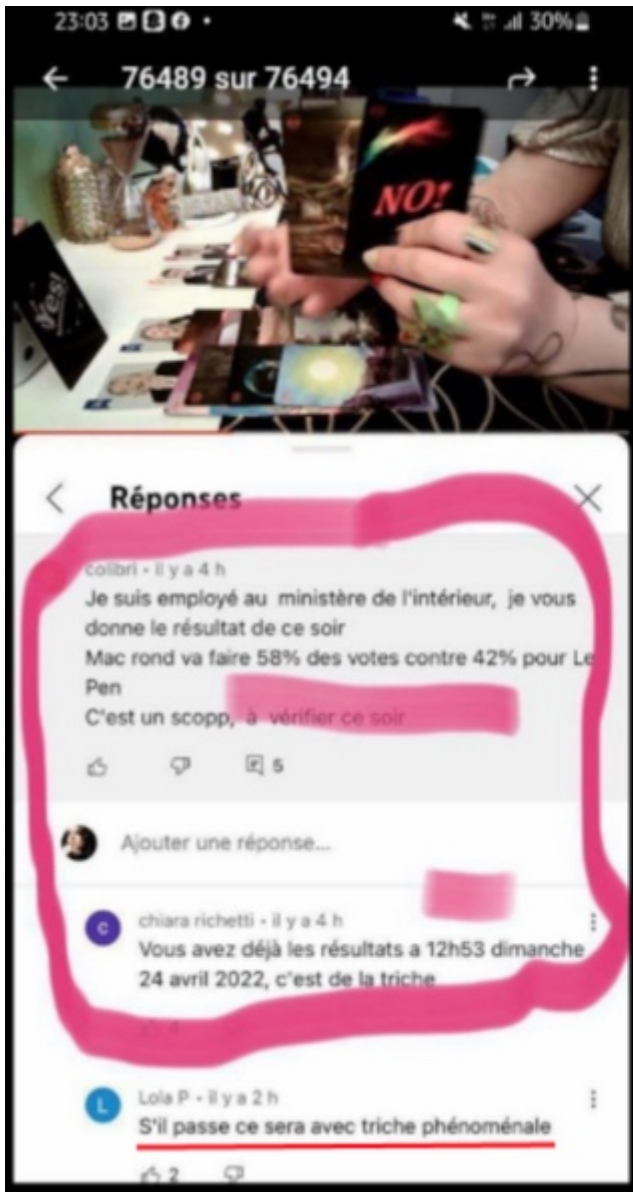 23:03
30%
76489 sur 76494
NO!
Yes!
Réponses
colibri • il y a 4 h
Je suis employé au ministère de l'intérieur, je vous
donne le résultat de ce soir
Mac rond va faire 58% des votes contre 42% pour Le
Pen
C'est un scopp, à vérifier ce soir
5
Ajouter une réponse...
C
chiara richetti • il y a 4 h
Vous avez déjà les résultats a 12h53 dimanche
24 avril 2022, c'est de la triche
4
L
Lola P • il y a 2 h
S'il passe ce sera avec triche phénoménale
2